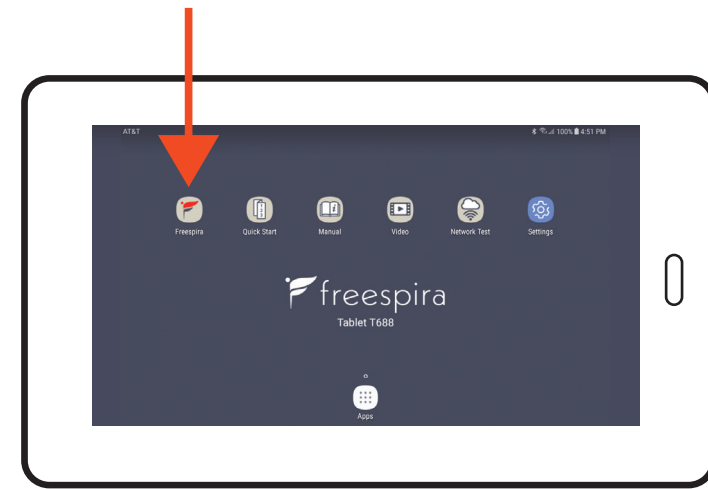 AT&T 100% 4:51 PM
Freespira Quick Start Manual Video Network Test Settings
freespira
Tablet T688
Apps